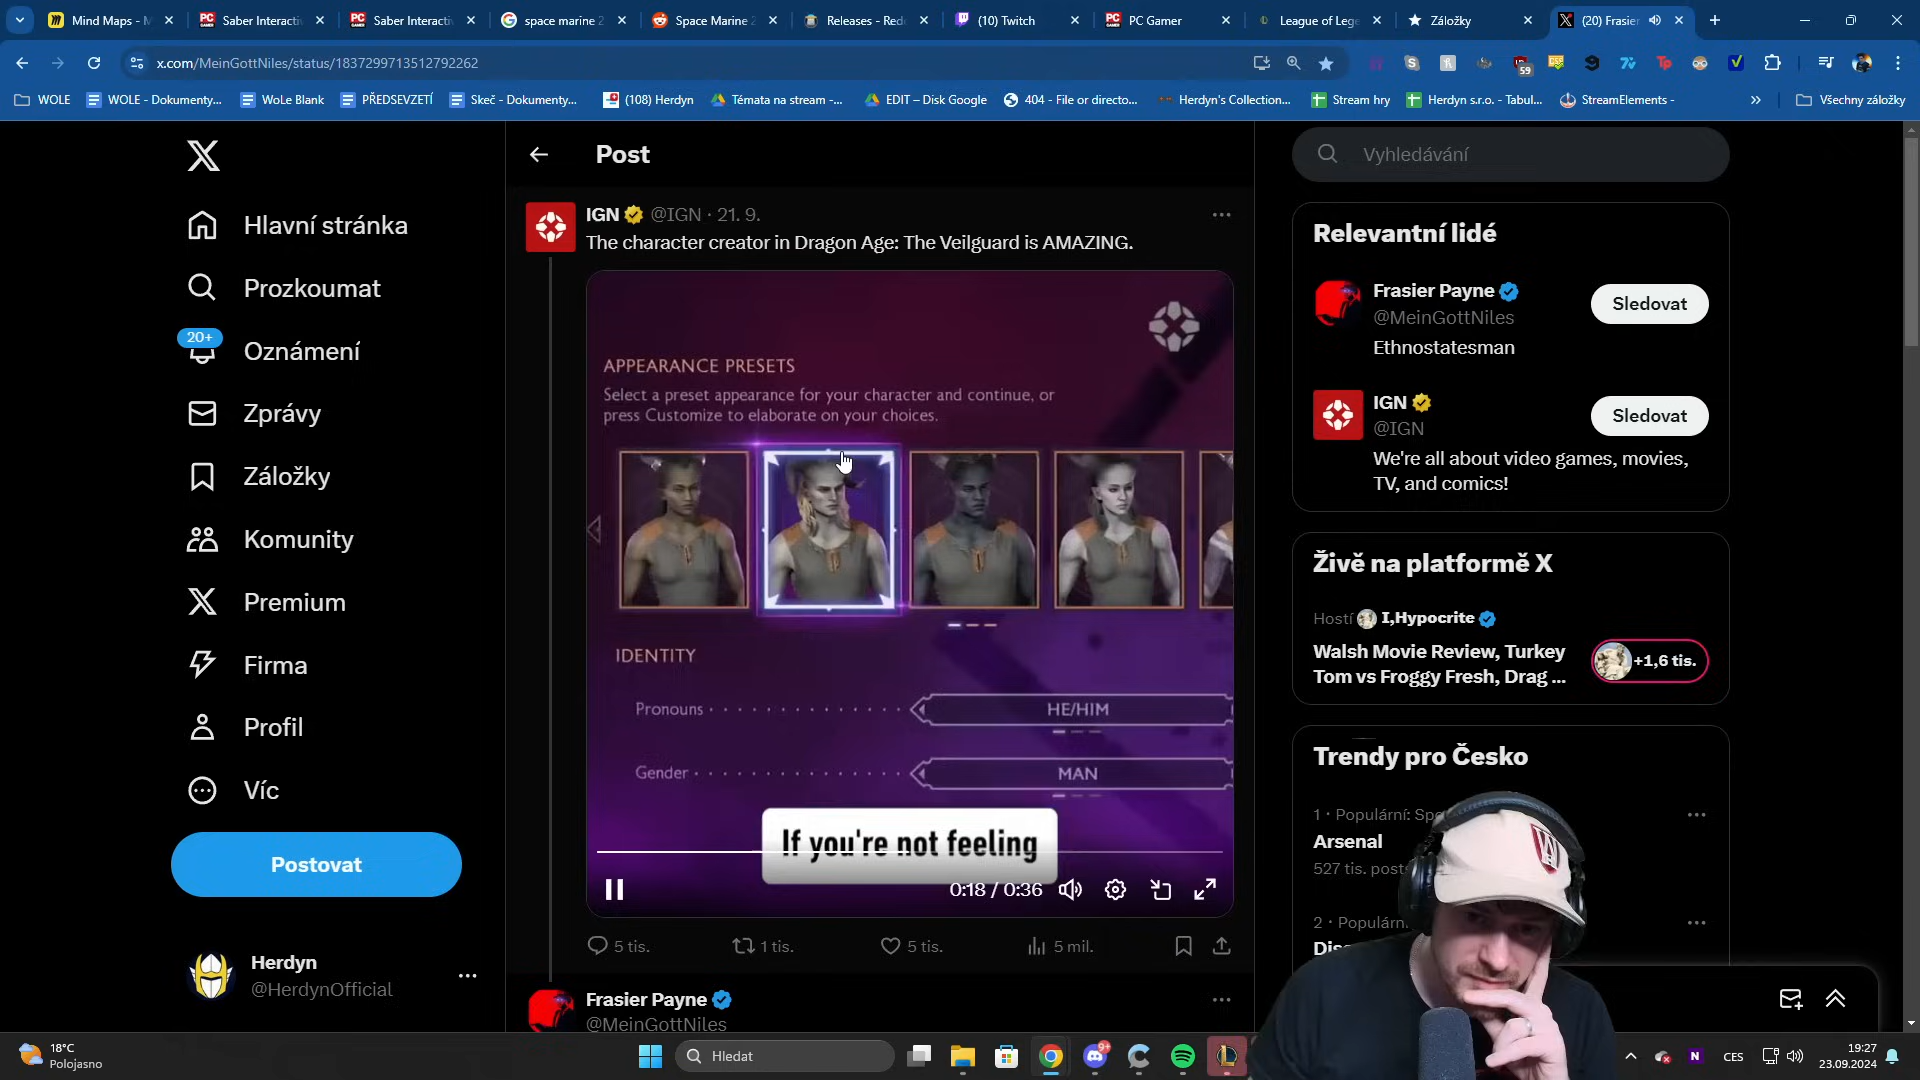 Mind Maps - M
Saber Interacti
Saber Interacti
space marine 2
Space Marine 2
Releases - Red
(10) Twitch
PC Gamer
League of Lege
Záložky
(20) Frasier
x.com/MeinGottNiles/status/1837299713512792262
59
WOLE
WOLE - Dokumenty...
WoLe Blank
PŘEDSEVZETÍ
Skeč - Dokumenty...
(108) Herdyn
Témata na stream -...
EDIT – Disk Google
404 - File or directo...
Herdyn's Collection...
Stream hry
Herdyn s.r.o. - Tabul...
StreamElements -
Všechny záložky
Hlavní stránka
Prozkoumat
20+
Oznámení
Zprávy
Záložky
Komunity
Premium
Firma
Profil
Víc
Postovat
Herdyn
@HerdynOfficial
Post
IGN @IGN · 21. 9.
The character creator in Dragon Age: The Veilguard is AMAZING.
APPEARANCE PRESETS
Select a preset appearance for your character and continue, or
press Customize to elaborate on your choices.
IDENTITY
Pronouns
HE/HIM
Gender
MAN
If you're not feeling
0:18 / 0:36
5 tis.
1 tis.
5 tis.
5 mil.
Frasier Payne
@MeinGottNiles
Vyhledávání
Relevantní lidé
Frasier Payne
@MeinGottNiles
Sledovat
Ethnostatesman
IGN
@IGN
Sledovat
We're all about video games, movies,
TV, and comics!
Živě na platformě X
Hostí I,Hypocrite
Walsh Movie Review, Turkey
Tom vs Froggy Fresh, Drag ...
+1,6 tis.
Trendy pro Česko
1 · Populární: Spo
Arsenal
527 tis. post
2 · Populární
Dis
18°C
Polojasno
Hledat
9+
N
CES
19:27
23.09.2024